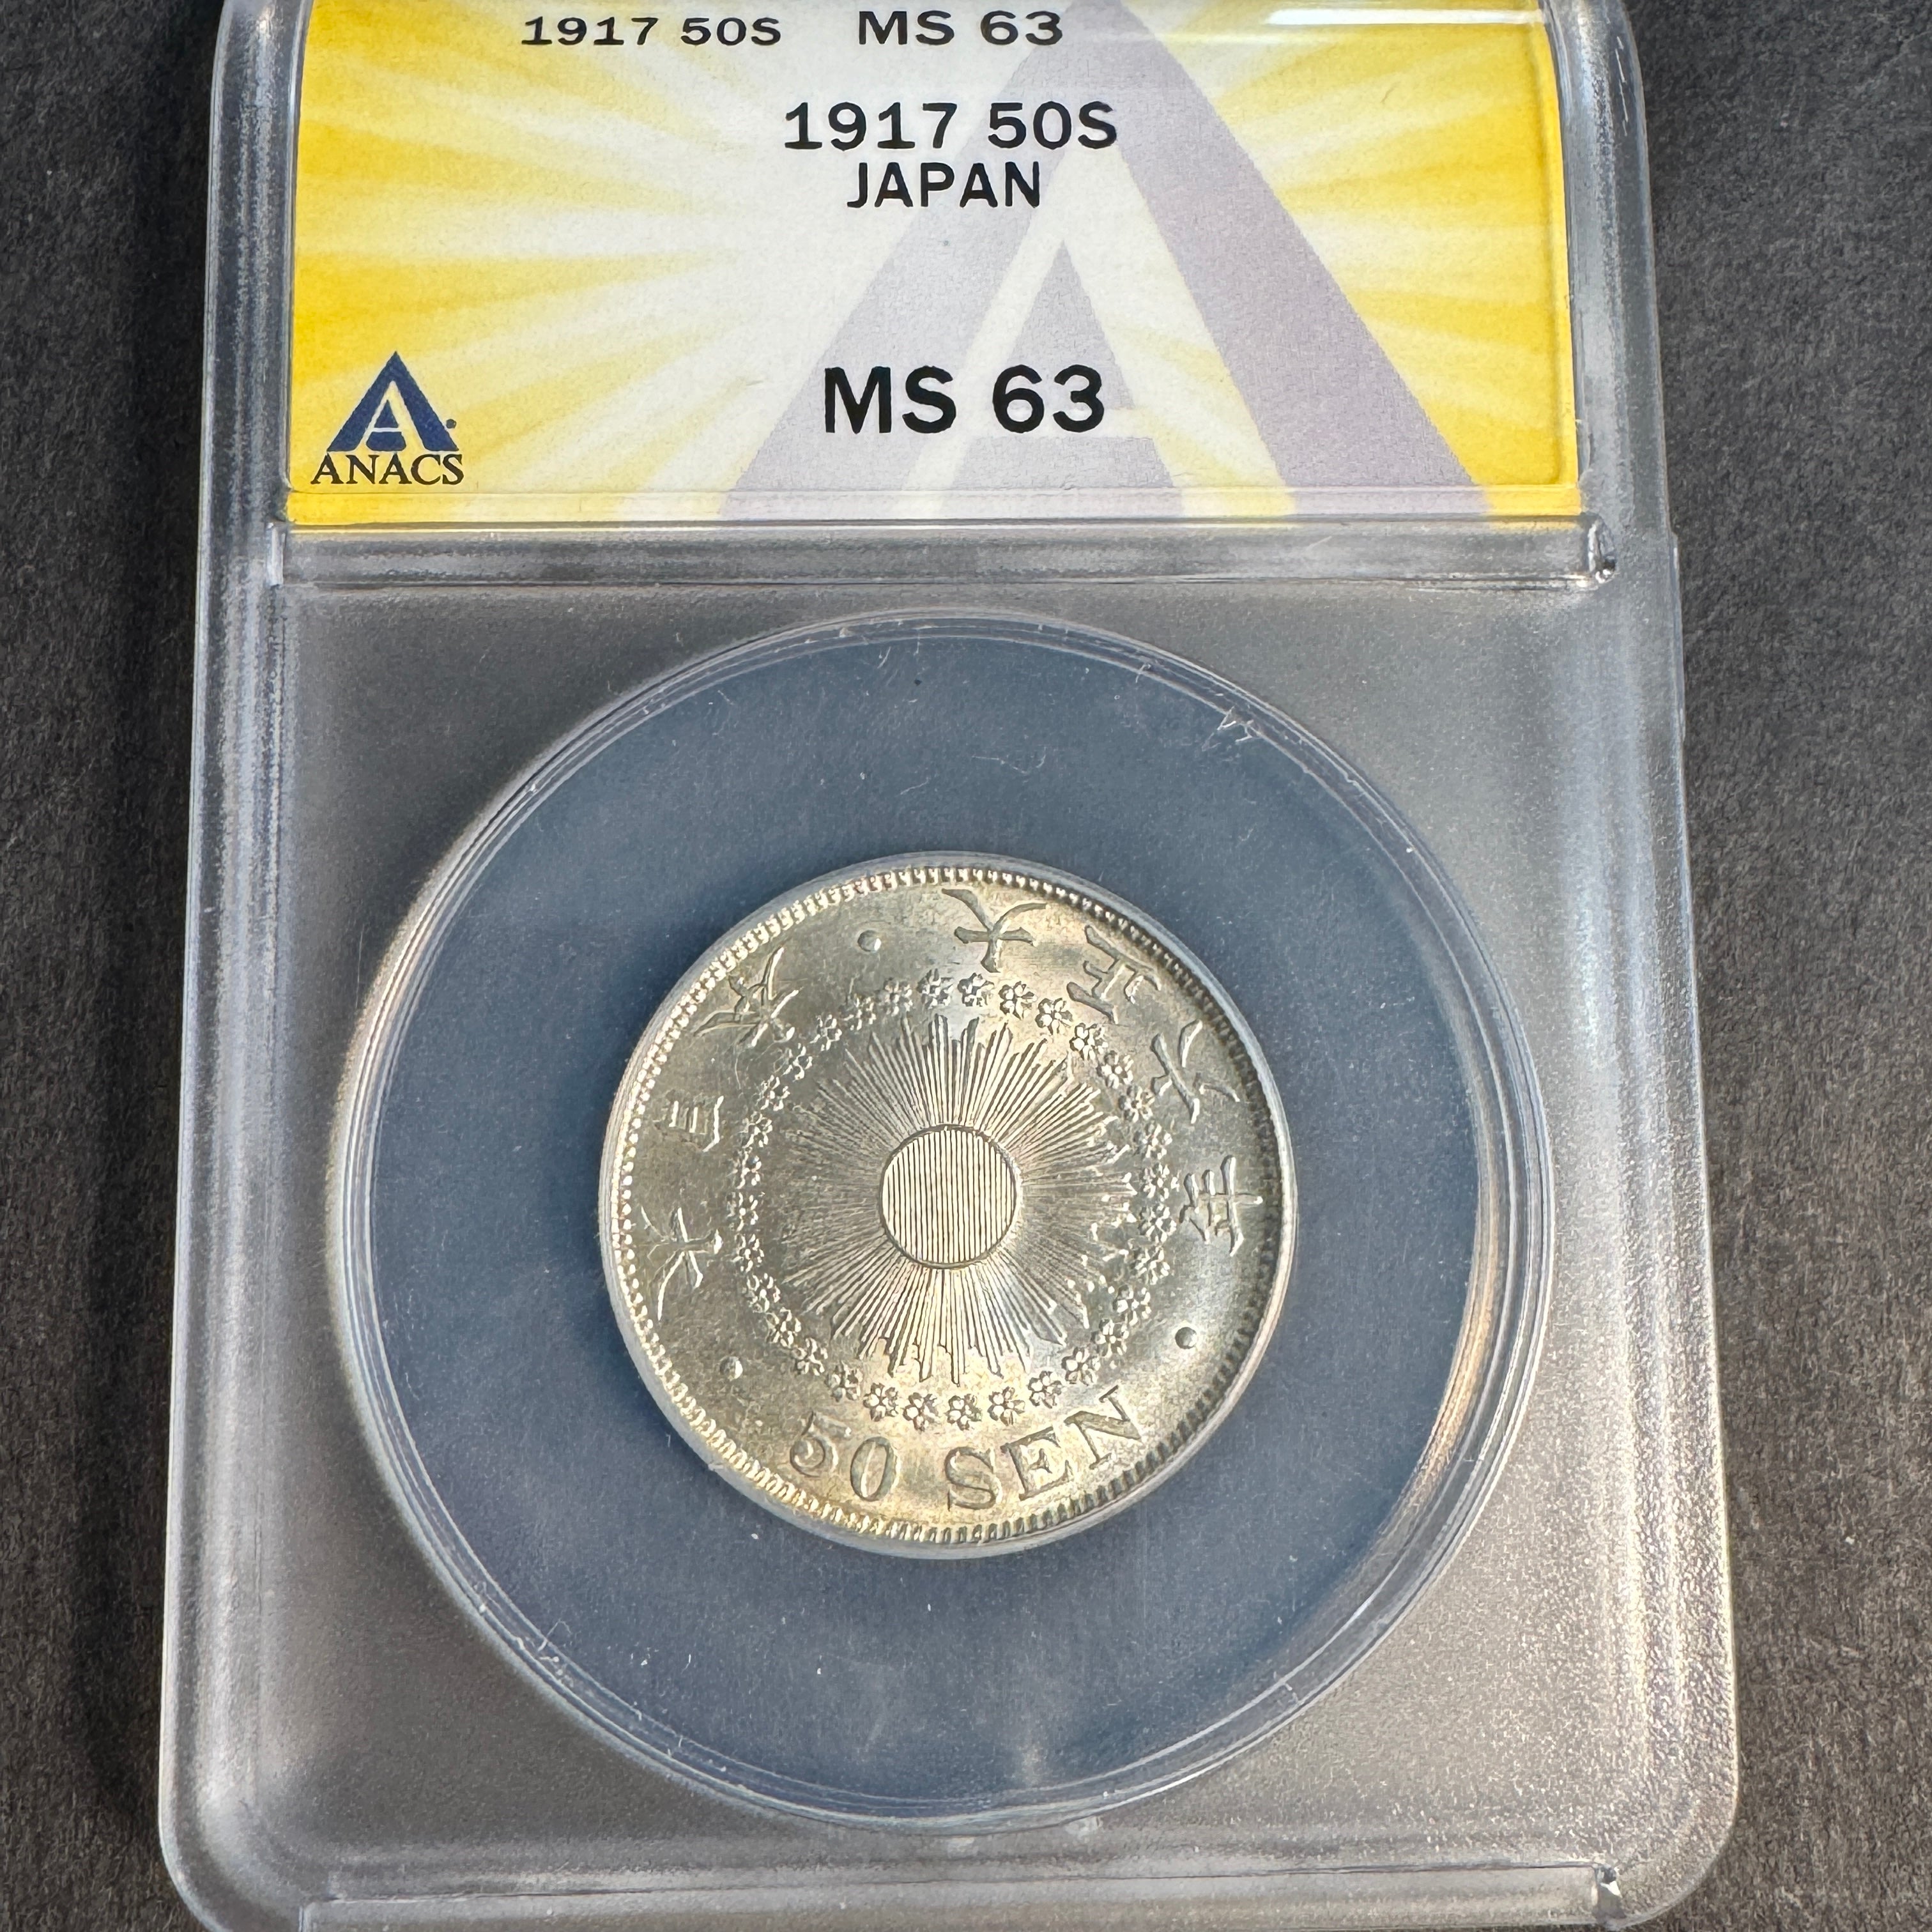 1917 50S MS 63
1917 50S
JAPAN
MS 63
ANACS
大日本 • 大正六年 •
50 SEN •